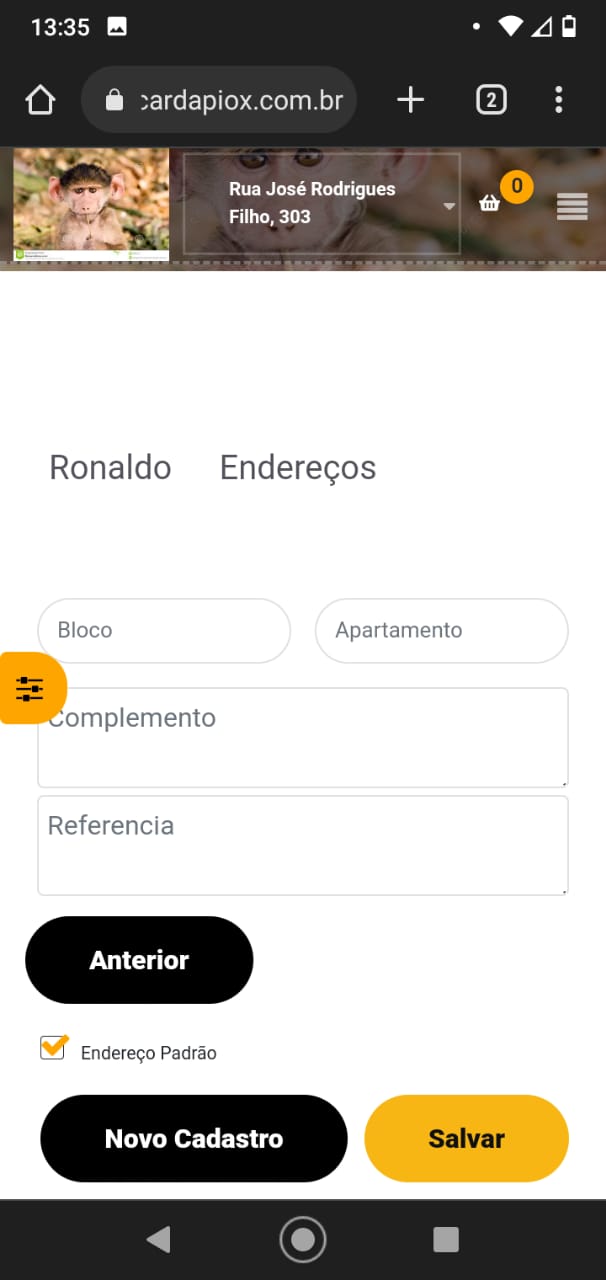 13:35
cardapiox.com.br
2
Rua José Rodrigues
Filho, 303
0
Ronaldo Endereços
Bloco Apartamento
Complemento
Referencia
Anterior
Endereço Padrão
Novo Cadastro Salvar